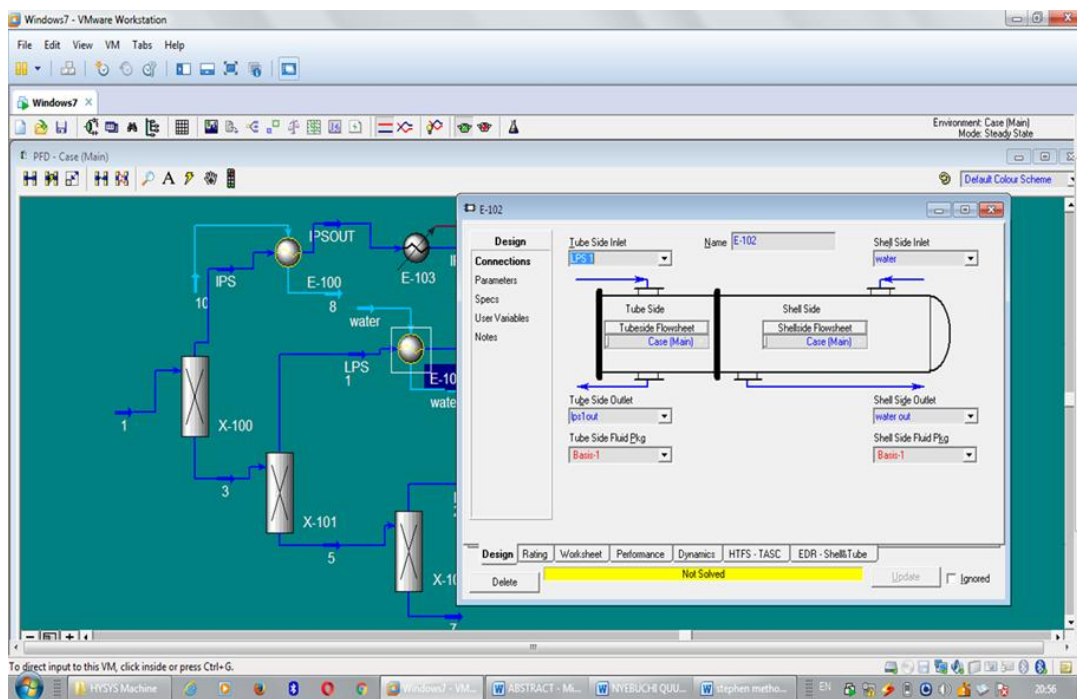 Windows7 - VMware Workstation
File Edit View VM Tabs Help
Windows7
Environment: Case (Main)
Mode: Steady State
PFD - Case (Main)
A
Default Colour Scheme
IPSOUT
IPS
E-100
E-103
10
8
water
LPS
1
E-10
wate
1
X-100
3
X-101
5
X-10
7
E-102
Design
Connections
Parameters
Specs
User Variables
Notes
Tube Side Inlet
LPS 1
Name E-102
Shell Side Inlet
water
Tube Side
Shell Side
Tubeside Flowsheet
Case (Main)
Shellside Flowsheet
Case (Main)
Tube Side Outlet
lps1out
Shell Side Outlet
water out
Tube Side Fluid Pkg
Basis-1
Shell Side Fluid Pkg
Basis-1
Design Rating Worksheet Performance Dynamics HTFS - TASC EDR - Shell&Tube
Delete Not Solved Update Ignored
To direct input to this VM, click inside or press Ctrl+G.
HYSYS Machine Windows7 - VM... ABSTRACT - Mi... NYEBUCHI QUU... stephen metho... EN 20:56